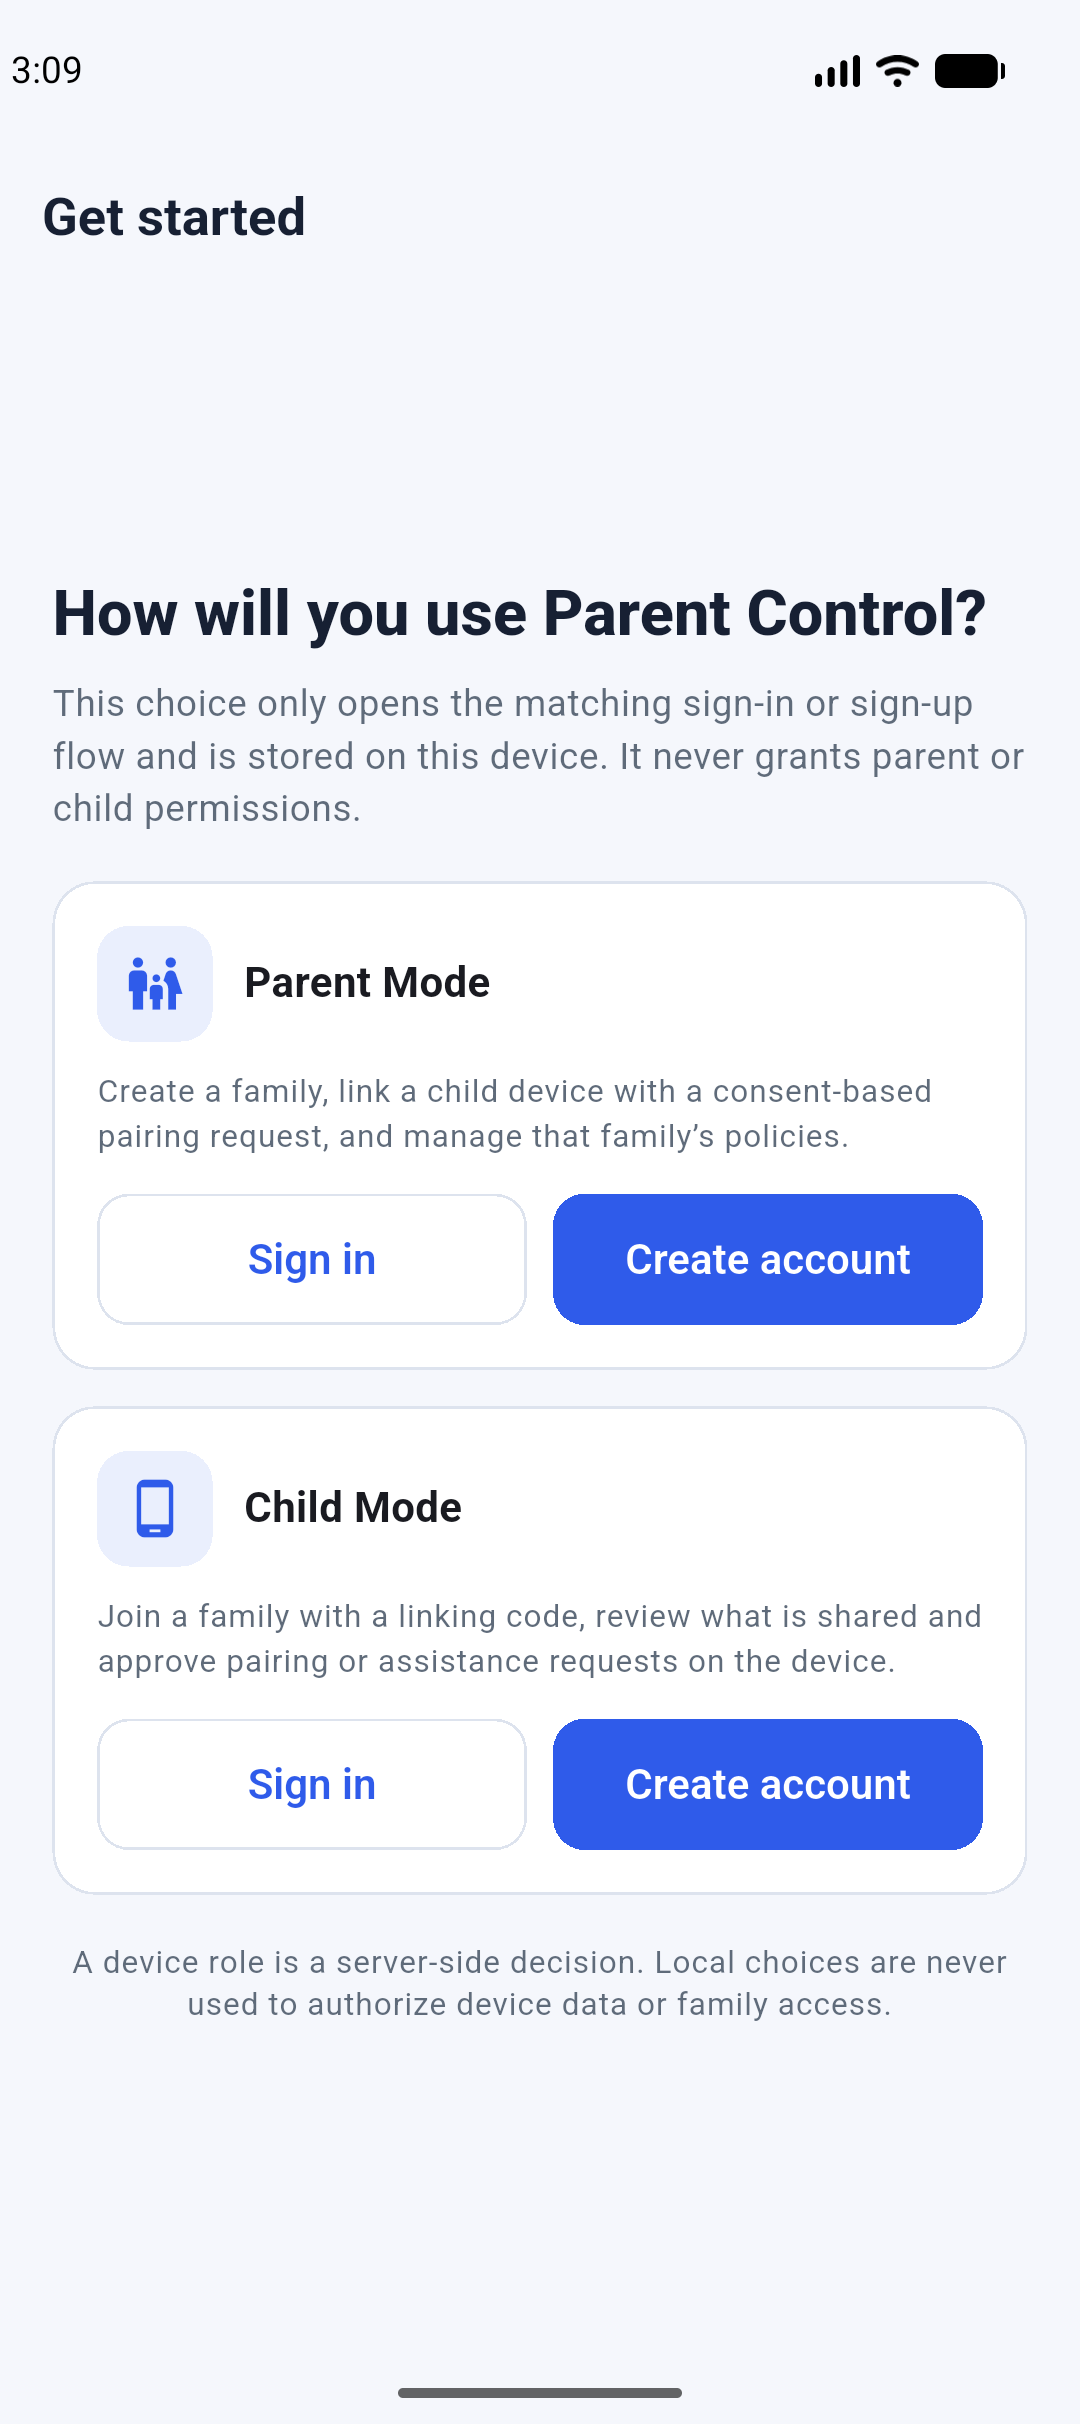 3:09
Get started
How will you use Parent Control?
This choice only opens the matching sign-in or sign-up
flow and is stored on this device. It never grants parent or
child permissions.
Parent Mode
Create a family, link a child device with a consent-based
pairing request, and manage that family’s policies.
Sign in
Create account
Child Mode
Join a family with a linking code, review what is shared and
approve pairing or assistance requests on the device.
Sign in
Create account
A device role is a server-side decision. Local choices are never
used to authorize device data or family access.